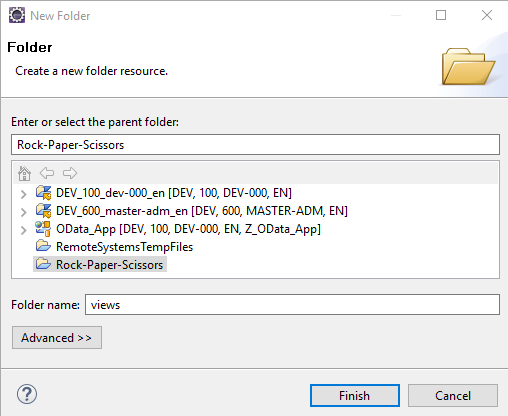 New Folder
Folder
Create a new folder resource.
Enter or select the parent folder:
Rock-Paper-Scissors
DEV_100_dev-000_en [DEV, 100, DEV-000, EN]
DEV_600_master-adm_en [DEV, 600, MASTER-ADM, EN]
OData_App [DEV, 100, DEV-000, EN, Z_OData_App]
RemoteSystemsTempFiles
Rock-Paper-Scissors
Folder name: views
Advanced >>
? Finish Cancel